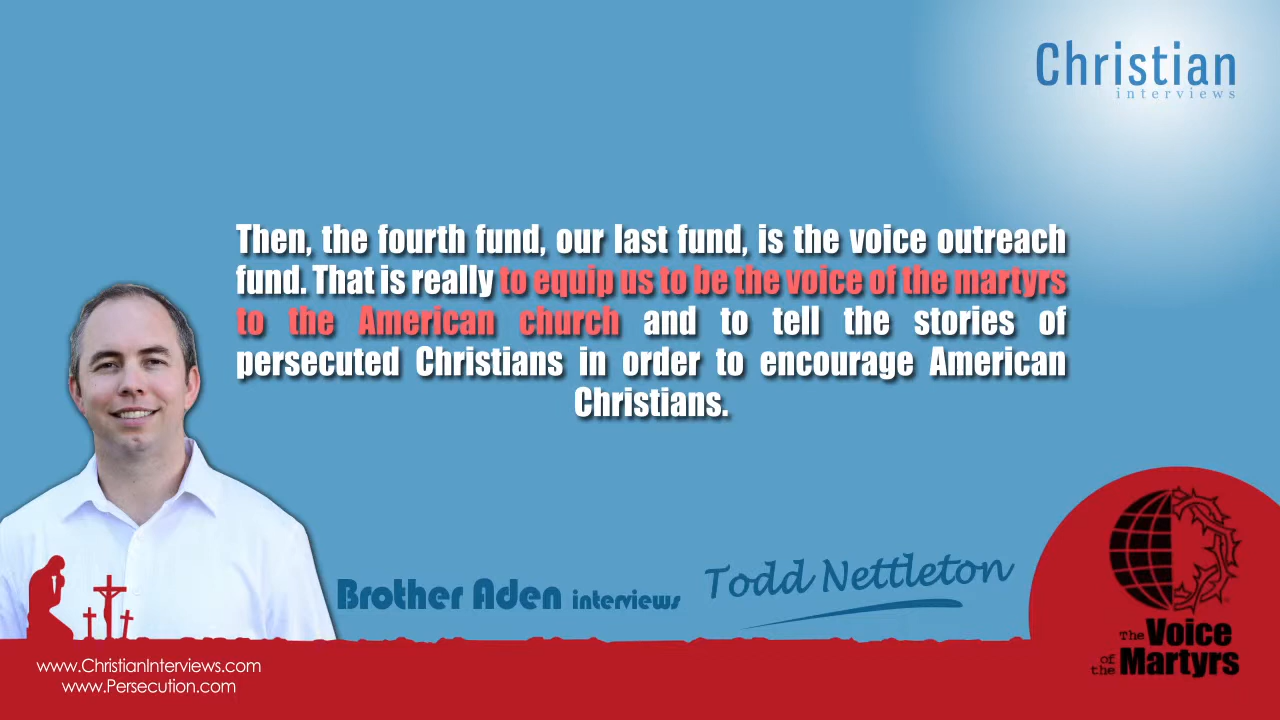 Christian
interviews
Then, the fourth fund, our last fund, is the voice outreach
fund. That is really to equip us to be the voice of the martyrs
to the American church and to tell the stories of
persecuted Christians in order to encourage American
Christians.
Brother Aden interviews Todd Nettleton
www.ChristianInterviews.com
www.Persecution.com
The Voice
of the Martyrs